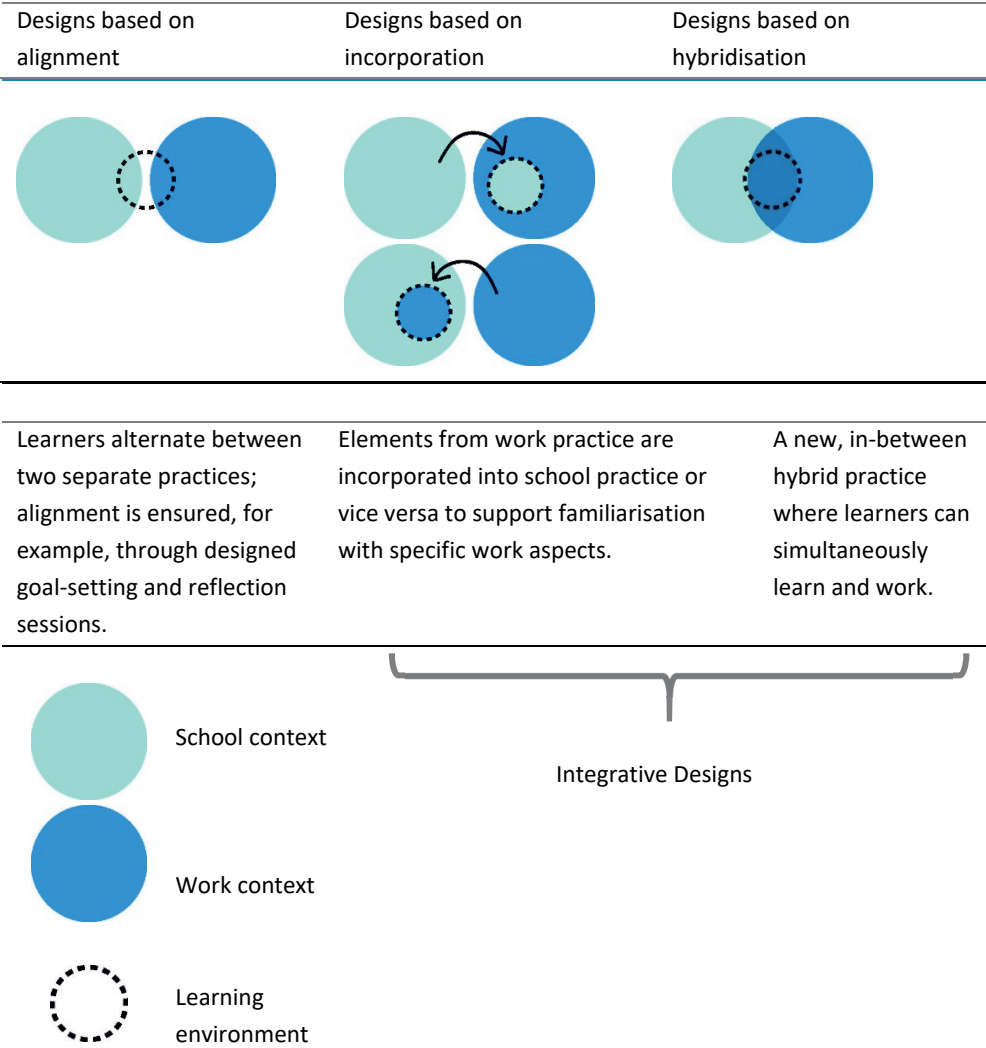 Designs based on
alignment
Designs based on
incorporation
Designs based on
hybridisation
Learners alternate between
two separate practices;
alignment is ensured, for
example, through designed
goal-setting and reflection
sessions.
Elements from work practice are
incorporated into school practice or
vice versa to support familiarisation
with specific work aspects.
A new, in-between
hybrid practice
where learners can
simultaneously
learn and work.
School context
Integrative Designs
Work context
Learning
environment